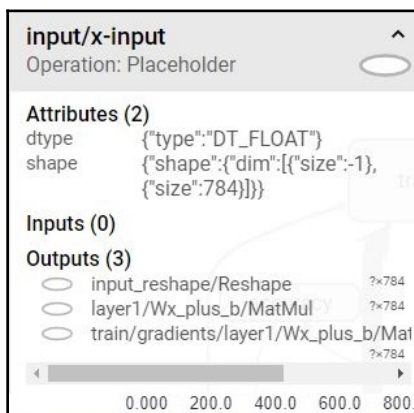 input/x-input
Operation: Placeholder
Attributes (2)
dtype {"type":"DT_FLOAT"}
shape {"shape":{"dim":[{"size":-1},
{"size":784}]}}
Inputs (0)
Outputs (3)
input_reshape/Reshape ?×784
layer1/Wx_plus_b/MatMul ?×784
train/gradients/layer1/Wx_plus_b/Mat
?×784
0.000 200.0 400.0 600.0 800.